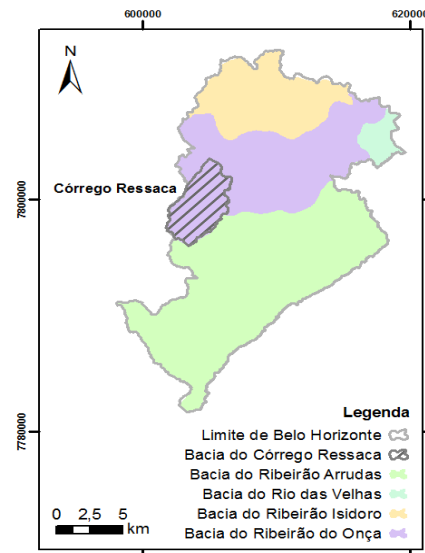 600000
620000
N
Córrego Ressaca
7800000
7780000
Legenda
Limite de Belo Horizonte
Bacia do Córrego Ressaca
Bacia do Ribeirão Arrudas
Bacia do Rio das Velhas
Bacia do Ribeirão Isidoro
Bacia do Ribeirão do Onça
0 2,5 5
km